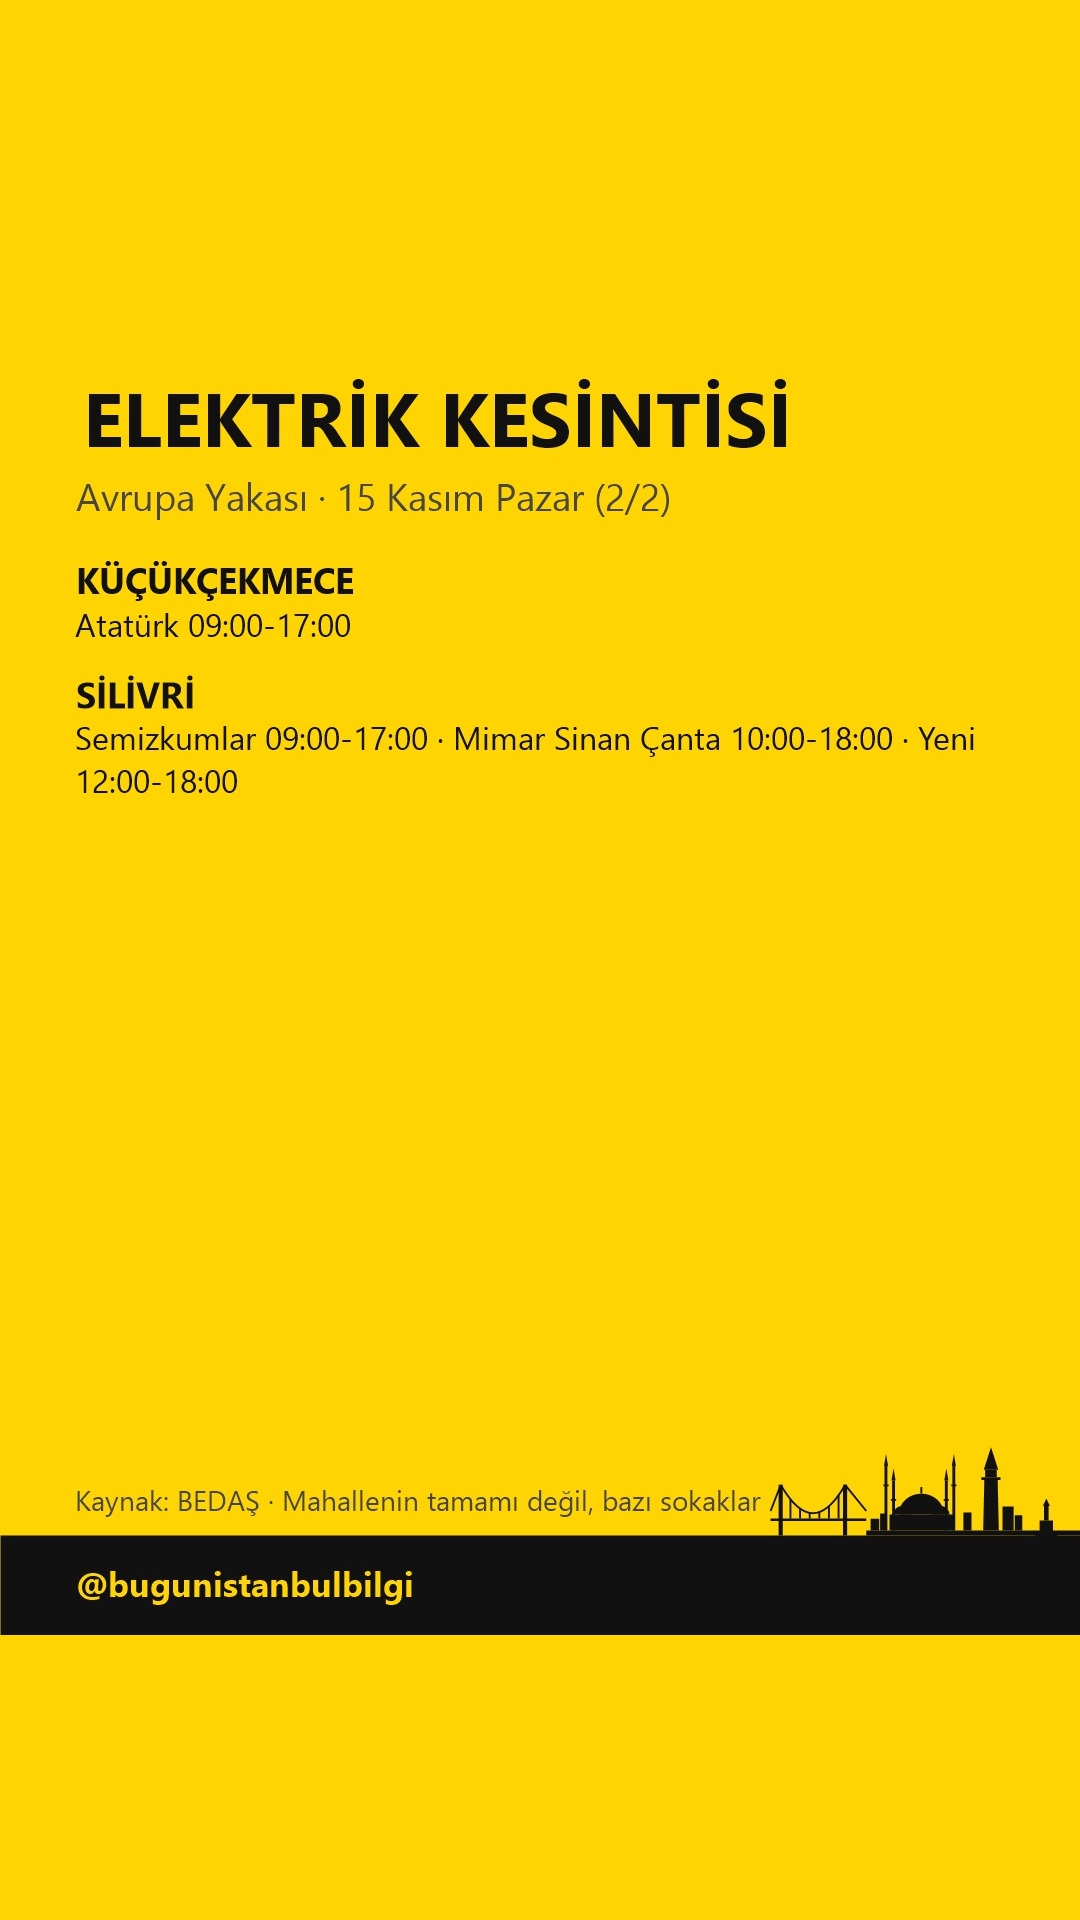 ELEKTRİK KESİNTİSİ
Avrupa Yakası · 15 Kasım Pazar (2/2)
KÜÇÜKÇEKMECE
Atatürk 09:00-17:00
SİLİVRİ
Semizkumlar 09:00-17:00 · Mimar Sinan Çanta 10:00-18:00 · Yeni
12:00-18:00
Kaynak: BEDAŞ · Mahallenin tamamı değil, bazı sokaklar
@bugunistanbulbilgi